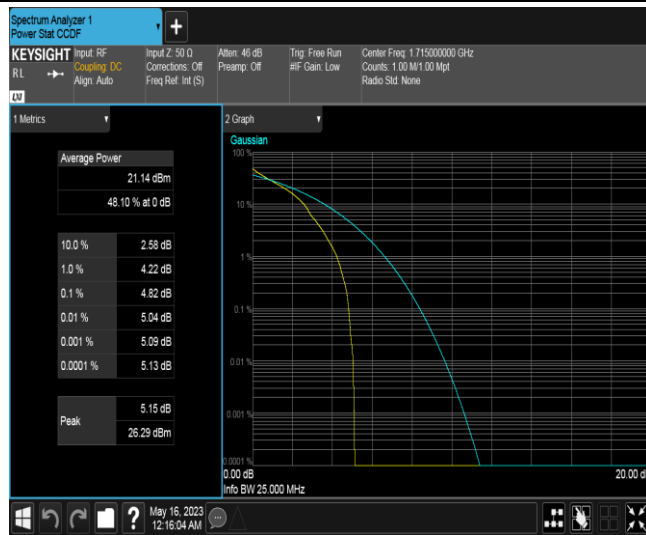 Spectrum Analyzer 1
Power Stat CCDF
+
KEYSIGHT
RL
Input: RF
Coupling: DC
Align: Auto
Input Z: 50 Ω
Corrections: Off
Freq Ref: Int (S)
Atten: 46 dB
Preamp: Off
Trig: Free Run
#IF Gain: Low
Center Freq: 1.715000000 GHz
Counts: 1.00 M/1.00 Mpt
Radio Std: None
1 Metrics
Average Power
21.14 dBm
48.10 % at 0 dB
10.0 % 2.58 dB
1.0 % 4.22 dB
0.1 % 4.82 dB
0.01 % 5.04 dB
0.001 % 5.09 dB
0.0001 % 5.13 dB
Peak
5.15 dB
26.29 dBm
2 Graph
Gaussian
100 %
10 %
1 %
0.1 %
0.01 %
0.001 %
0.0001 %
0.00 dB
20.00 d
Info BW 25.000 MHz
?
May 16, 2023
12:16:04 AM